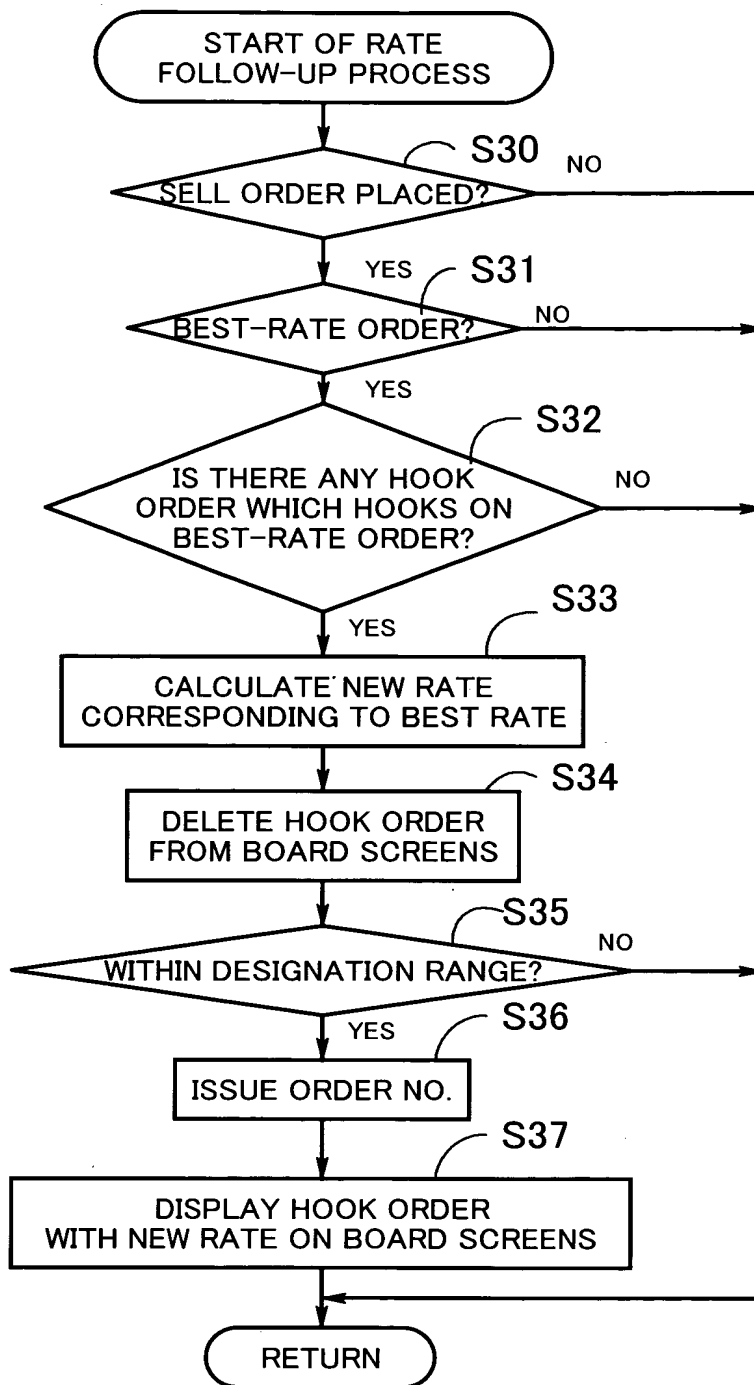 START OF RATE
FOLLOW-UP PROCESS
S30
NO
SELL ORDER PLACED?
YES
S31
NO
BEST-RATE ORDER?
YES
S32
IS THERE ANY HOOK
ORDER WHICH HOOKS ON
BEST-RATE ORDER?
NO
YES
S33
CALCULATE NEW RATE
CORRESPONDING TO BEST RATE
S34
DELETE HOOK ORDER
FROM BOARD SCREENS
S35
NO
WITHIN DESIGNATION RANGE?
YES
S36
ISSUE ORDER NO.
S37
DISPLAY HOOK ORDER
WITH NEW RATE ON BOARD SCREENS
RETURN